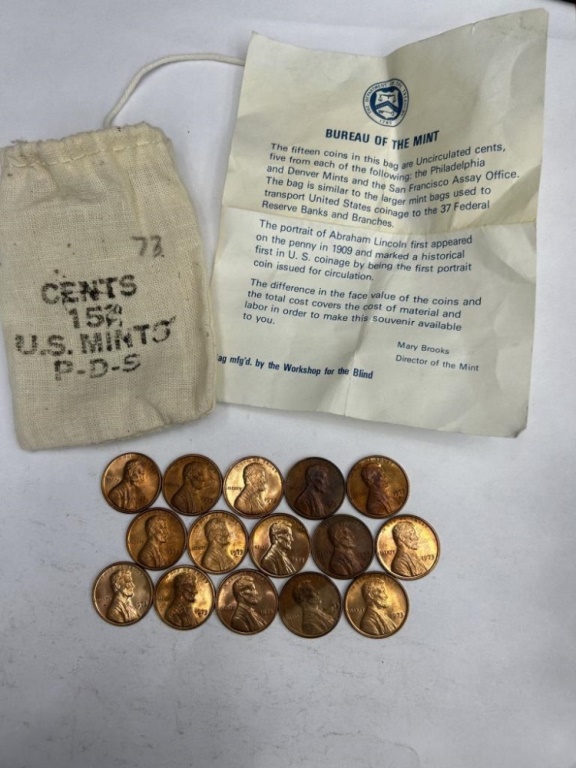 73
CENTS
15¢
U.S. MINTS
P-D-S
BUREAU OF THE MINT
The fifteen coins in this bag are Uncirculated cents,
five from each of the following: the Philadelphia
and Denver Mints and the San Francisco Assay Office.
The bag is similar to the larger mint bags used to
transport United States coinage to the 37 Federal
Reserve Banks and Branches.
The portrait of Abraham Lincoln first appeared
on the penny in 1909 and marked a historical
first in U.S. coinage by being the first portrait
coin issued for circulation.
The difference in the face value of the coins and
the total cost covers the cost of material and
labor in order to make this souvenir available
to you.
Mary Brooks
Director of the Mint
ag mfg'd. by the Workshop for the Blind
1973
1973
1973